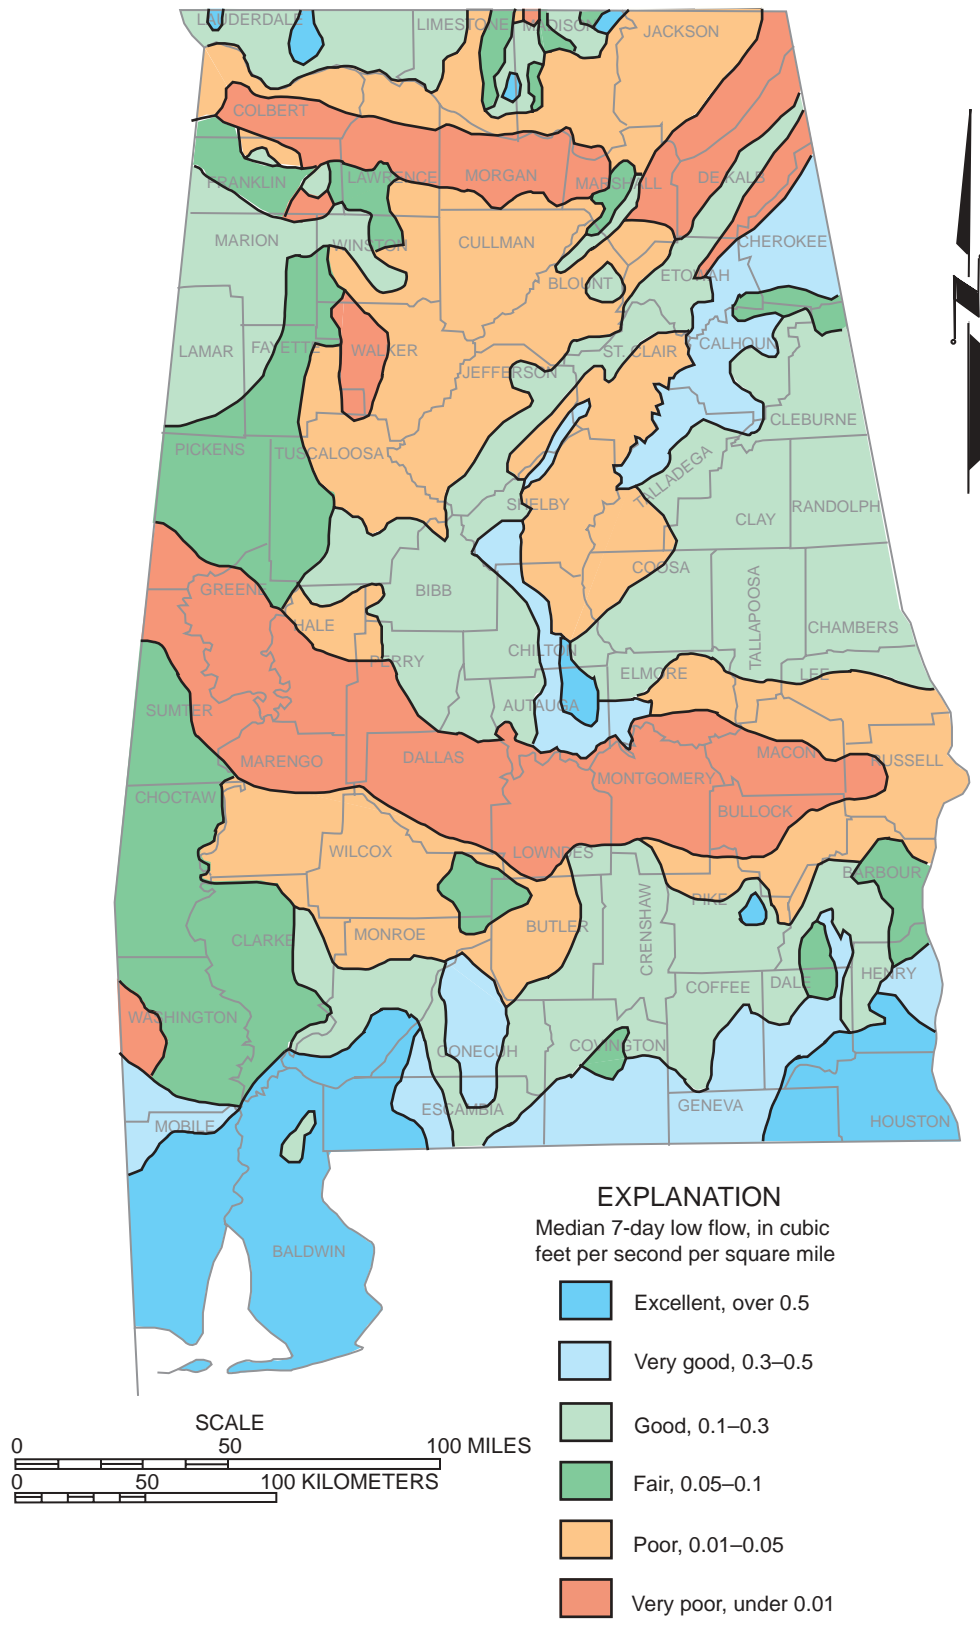 LAUDERDALE
LIMESTONE
MADISON
JACKSON
COLBERT
FRANKLIN
LAWRENCE
MORGAN
MARSHALL
DE KALB
MARION
WINSTON
CULLMAN
CHEROKEE
BLOUNT
ETOWAH
LAMAR
FAYETTE
WALKER
JEFFERSON
ST. CLAIR
CALHOUN
CLEBURNE
PICKENS
TUSCALOOSA
SHELBY
TALLADEGA
CLAY
RANDOLPH
GREENE
BIBB
COOSA
HALE
PERRY
CHILTON
TALLAPOOSA
CHAMBERS
ELMORE
LEE
SUMTER
AUTAUGA
MARENGO
DALLAS
MONTGOMERY
MACON
RUSSELL
CHOCTAW
BULLOCK
WILCOX
LOWNDES
BARBOUR
CLARKE
MONROE
BUTLER
CRENSHAW
PIKE
WASHINGTON
CONECUH
COVINGTON
COFFEE
DALE
HENRY
MOBILE
ESCAMBIA
GENEVA
HOUSTON
BALDWIN
EXPLANATION
Median 7-day low flow, in cubic
feet per second per square mile
Excellent, over 0.5
Very good, 0.3–0.5
Good, 0.1–0.3
Fair, 0.05–0.1
Poor, 0.01–0.05
Very poor, under 0.01
SCALE
0 50 100 MILES
0 50 100 KILOMETERS